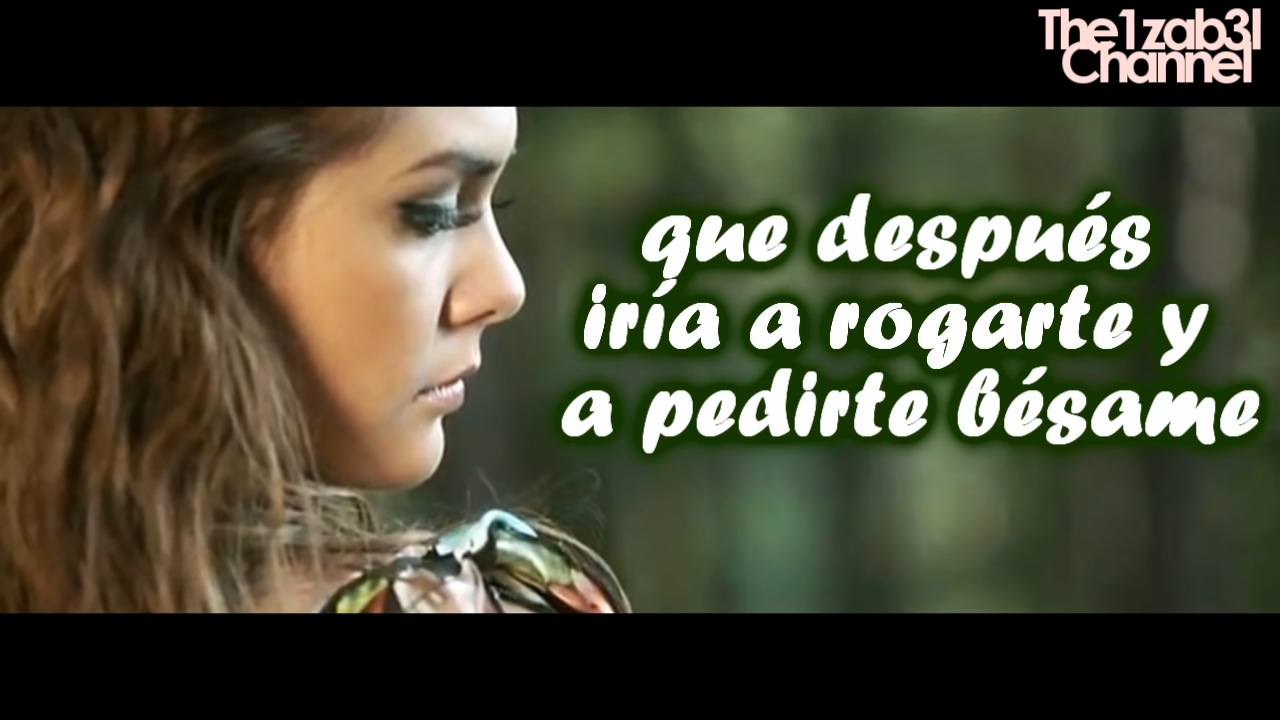 The1zab3l
Channel
que después
iría a rogarte y
a pedirte bésame